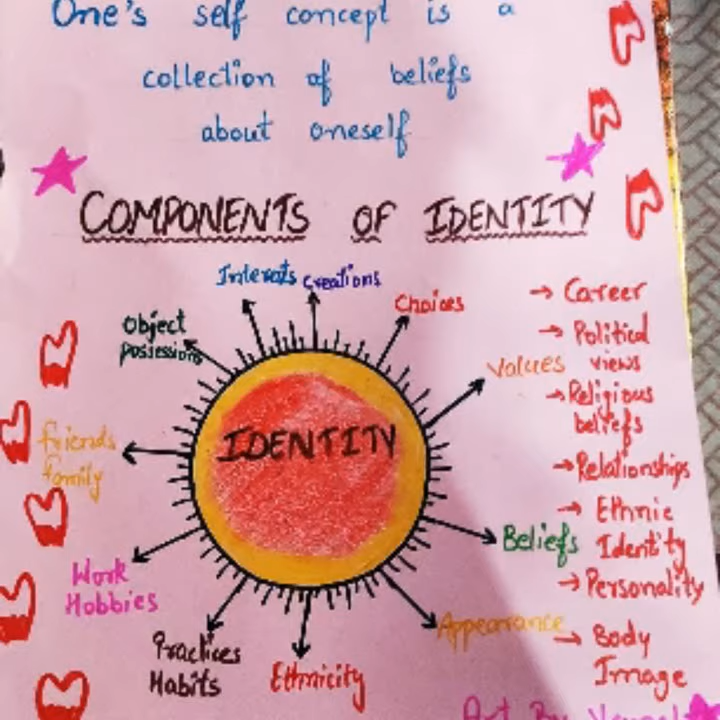 One's self concept is a
collection of beliefs
about oneself
COMPONENTS OF IDENTITY
Interests
Creations
Choices
Object
possessions
Values
friends
family
IDENTITY
Work
Hobbies
Beliefs
Practices
Habits
Ethnicity
Appearance
→ Career
→ Political
views
→ Religious
beliefs
→ Relationships
→ Ethnic
Identity
→ Personality
→ Body
Image
Art By